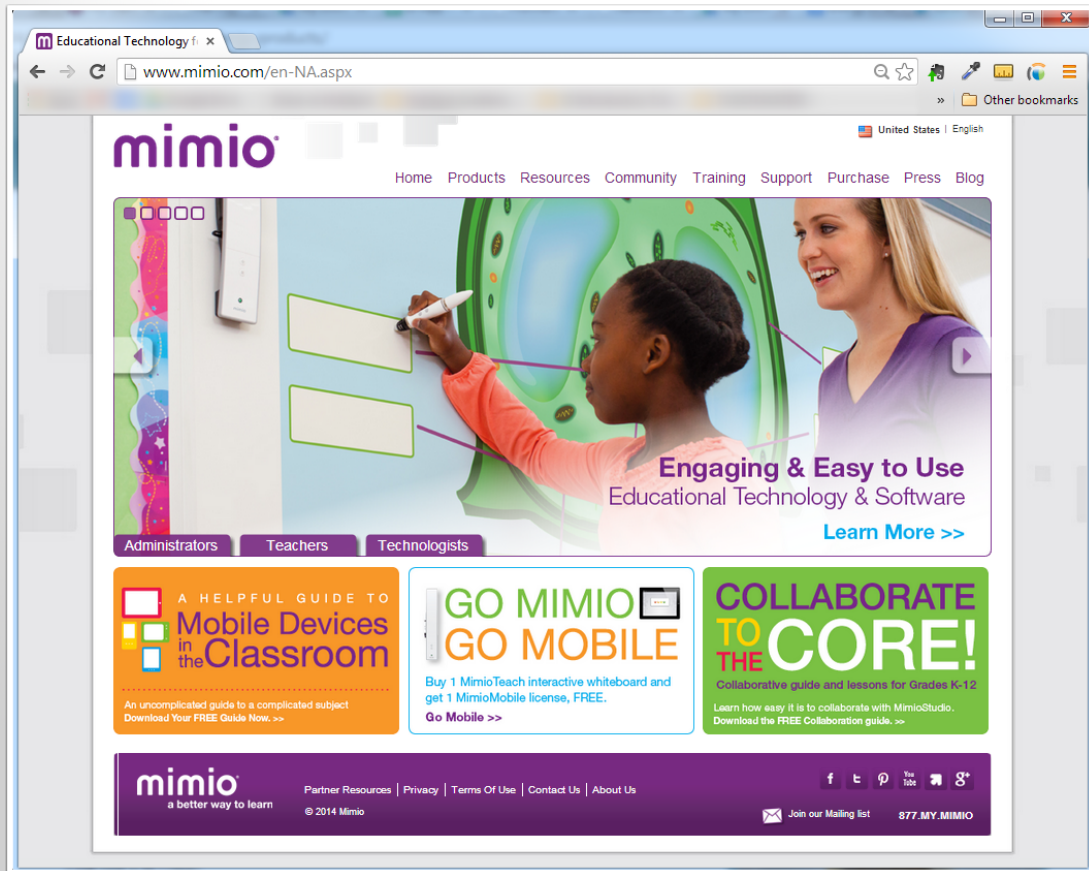 Educational Technology f
www.mimio.com/en-NA.aspx
» Other bookmarks
mimio
United States | English
Home Products Resources Community Training Support Purchase Press Blog
Engaging & Easy to Use
Educational Technology & Software
Learn More >>
Administrators Teachers Technologists
A HELPFUL GUIDE TO
Mobile Devices
in the Classroom
An uncomplicated guide to a complicated subject
Download Your FREE Guide Now. >>
GO MIMIO
GO MOBILE
Buy 1 MimioTeach interactive whiteboard and
get 1 MimioMobile license, FREE.
Go Mobile >>
COLLABORATE
TO THE CORE!
Collaborative guide and lessons for Grades K-12
Learn how easy it is to collaborate with MimioStudio.
Download the FREE Collaboration guide. >>
mimio
a better way to learn
Partner Resources | Privacy | Terms Of Use | Contact Us | About Us
© 2014 Mimio
You Tube
Join our Mailing list 877.MY.MIMIO